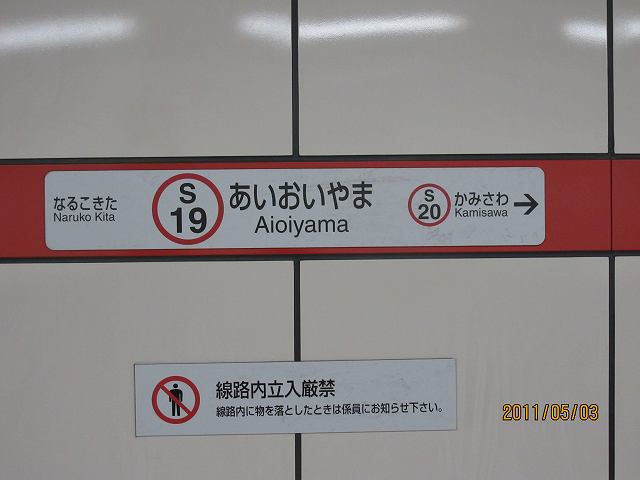 なるこきた
Naruko Kita
S
19
あいおいやま
Aioiyama
S
20
かみさわ
Kamisawa
線路内立入厳禁
線路内に物を落としたときは係員にお知らせ下さい。
2011/05/03